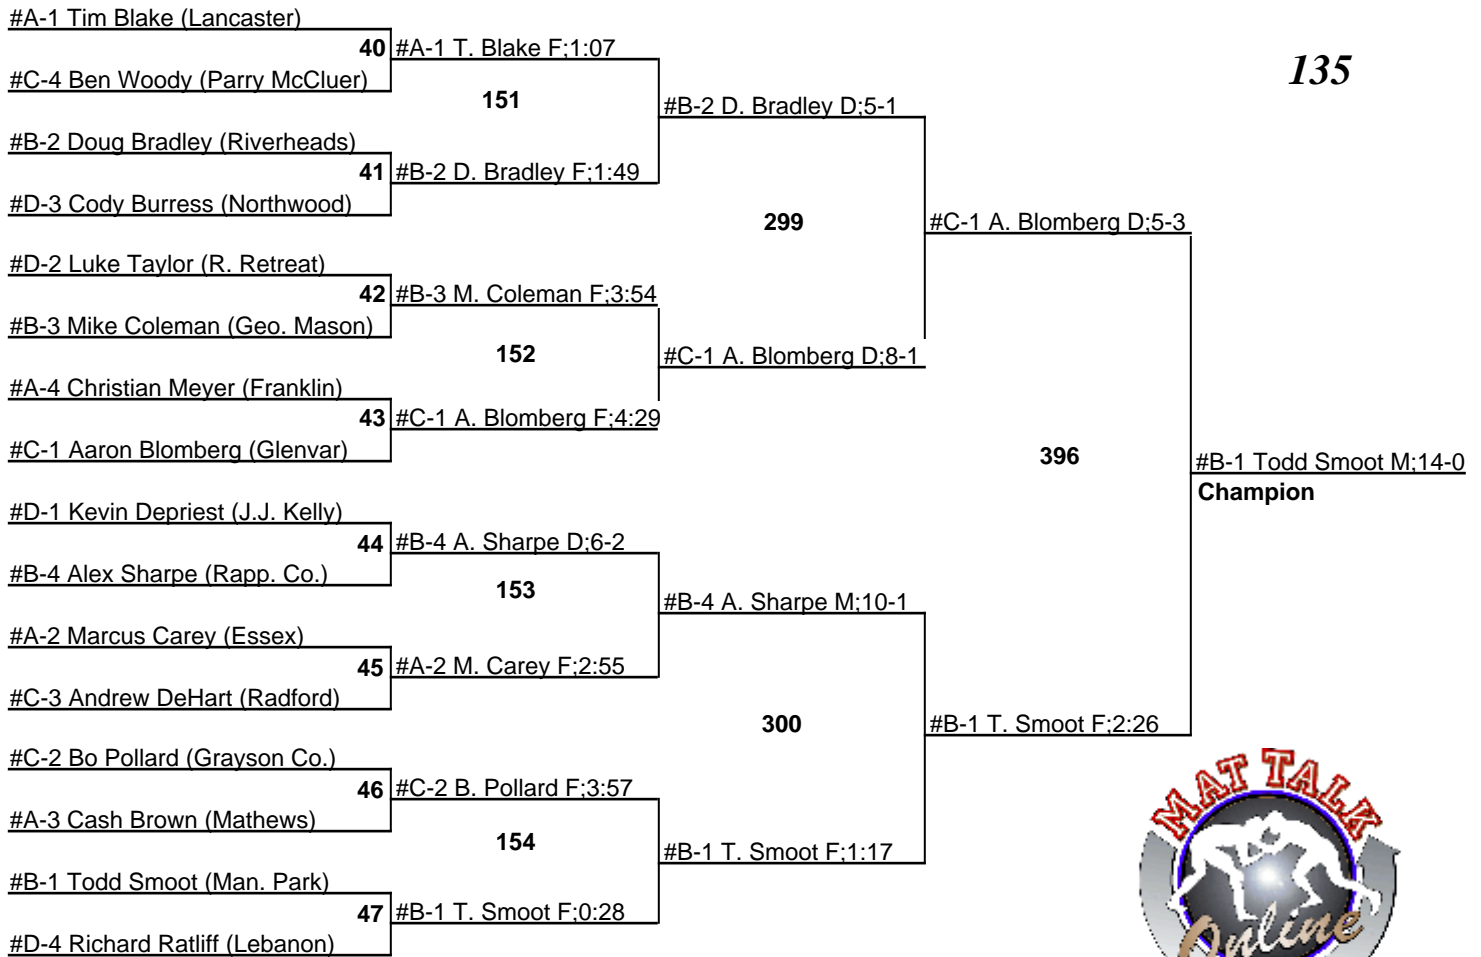 #A-1 Tim Blake (Lancaster)
40 #A-1 T. Blake F;1:07
135
#C-4 Ben Woody (Parry McCluer)
151
#B-2 D. Bradley D;5-1
#B-2 Doug Bradley (Riverheads)
41 #B-2 D. Bradley F;1:49
#D-3 Cody Burress (Northwood)
299
#C-1 A. Blomberg D;5-3
#D-2 Luke Taylor (R. Retreat)
42 #B-3 M. Coleman F;3:54
#B-3 Mike Coleman (Geo. Mason)
152
#C-1 A. Blomberg D;8-1
#A-4 Christian Meyer (Franklin)
43 #C-1 A. Blomberg F;4:29
#C-1 Aaron Blomberg (Glenvar)
396
#B-1 Todd Smoot M;14-0
Champion
#D-1 Kevin Depriest (J.J. Kelly)
44 #B-4 A. Sharpe D;6-2
#B-4 Alex Sharpe (Rapp. Co.)
153
#B-4 A. Sharpe M;10-1
#A-2 Marcus Carey (Essex)
45 #A-2 M. Carey F;2:55
#C-3 Andrew DeHart (Radford)
300
#B-1 T. Smoot F;2:26
#C-2 Bo Pollard (Grayson Co.)
46 #C-2 B. Pollard F;3:57
#A-3 Cash Brown (Mathews)
154
#B-1 T. Smoot F;1:17
#B-1 Todd Smoot (Man. Park)
47 #B-1 T. Smoot F;0:28
#D-4 Richard Ratliff (Lebanon)
MAT TALK
Online